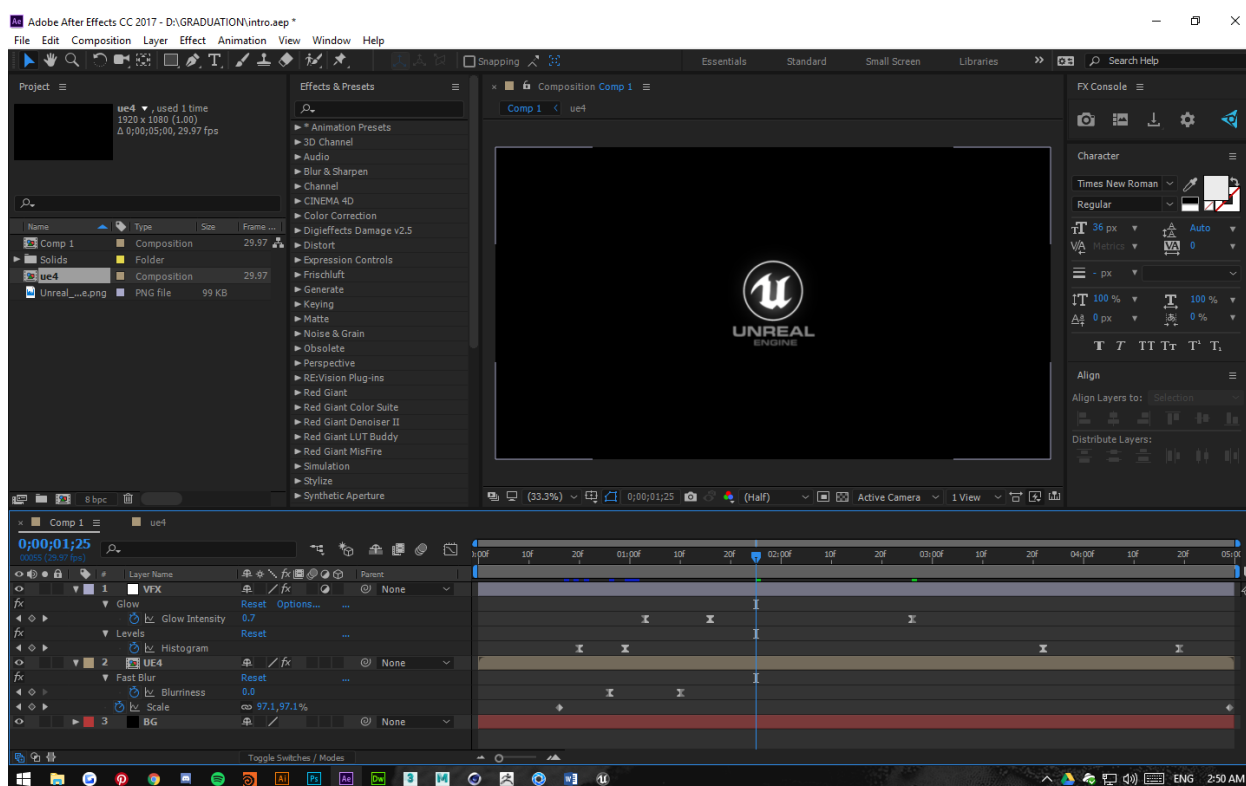 Ae Adobe After Effects CC 2017 - D:\GRADUATION\intro.aep *
File Edit Composition Layer Effect Animation View Window Help
Snapping Essentials Standard Small Screen Libraries Search Help
Project
ue4 , used 1 time
1920 x 1080 (1.00)
Δ 0;00;05;00, 29.97 fps
Name Type Size Frame ...
Comp 1 Composition 29.97
Solids Folder
ue4 Composition 29.97
Unreal_...e.png PNG file 99 KB
8 bpc
Effects & Presets
* Animation Presets
3D Channel
Audio
Blur & Sharpen
Channel
CINEMA 4D
Color Correction
Digieffects Damage v2.5
Distort
Expression Controls
Frischluft
Generate
Keying
Matte
Noise & Grain
Obsolete
Perspective
RE:Vision Plug-ins
Red Giant
Red Giant Color Suite
Red Giant Denoiser II
Red Giant LUT Buddy
Red Giant MisFire
Simulation
Stylize
Synthetic Aperture
Composition Comp 1
Comp 1 ue4
UNREAL
ENGINE
(33.3%) 0;00;01;25 (Half) Active Camera 1 View
FX Console
Character
Times New Roman
Regular
36 px Auto
Metrics 0
- px
100 % 100 %
0 px 0 %
T T TT Tт T¹ T₁
Align
Align Layers to: Selection
Distribute Layers:
Comp 1 ue4
0;00;01;25
00055 (29.97 fps)
# Layer Name Parent
1 VFX None
Glow Reset Options... ...
Glow Intensity 0.7
Levels Reset ...
Histogram
2 UE4 None
Fast Blur Reset ...
Blurriness 0.0
Scale 97.1,97.1%
3 BG None
Toggle Switches / Modes
10f 20f 01:00f 10f 20f 02:00f 10f 20f 03:00f 10f 20f 04:00f 10f 20f
Ai Ps Ae Dw 3 M
ENG 2:50 AM